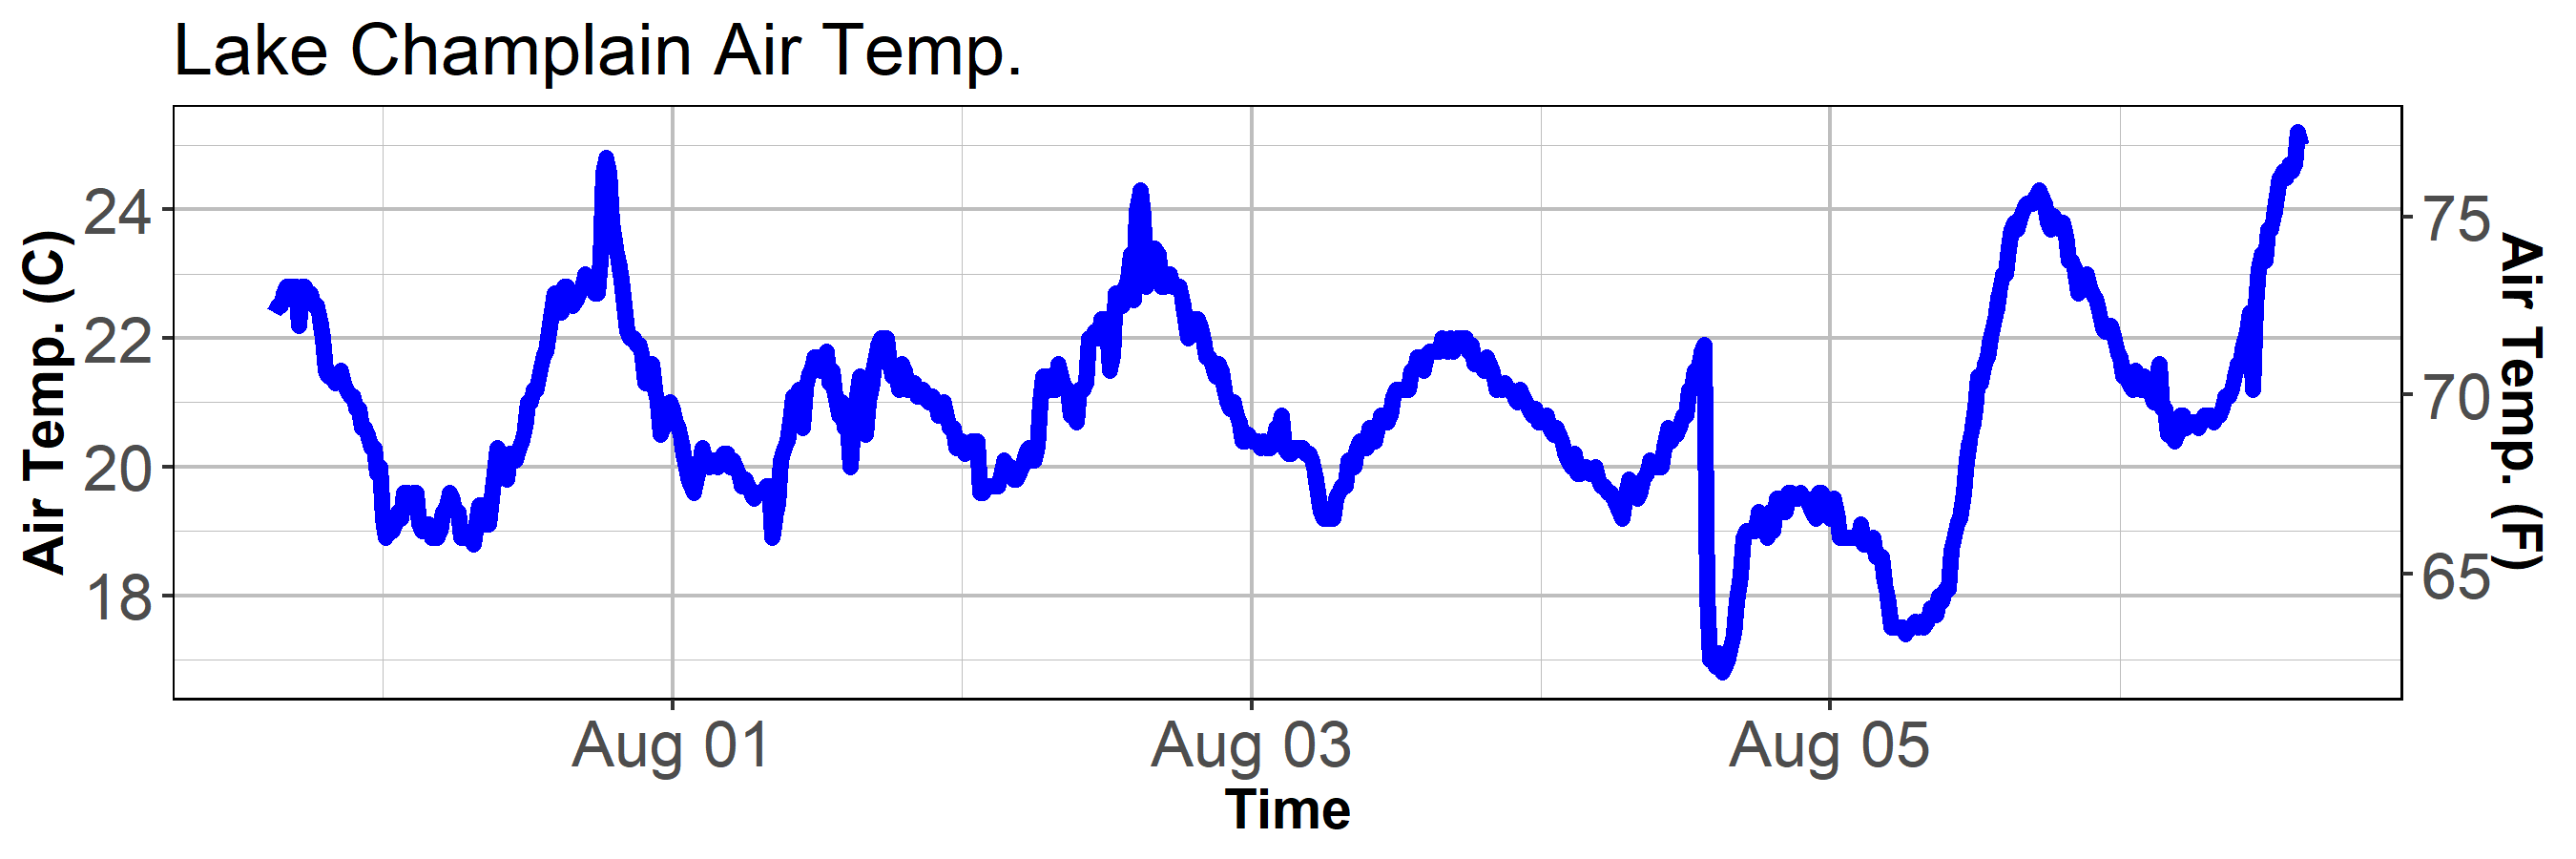 Lake Champlain Air Temp.
Air Temp. (C)
24
22
20
18
75
70
65
Air Temp. (F)
Aug 01
Aug 03
Aug 05
Time